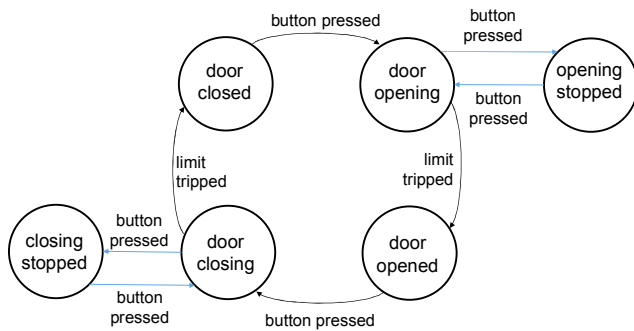 button pressed
button
pressed
door
closed
door
opening
opening
stopped
button
pressed
limit
tripped
limit
tripped
closing
stopped
button
pressed
door
closing
door
opened
button
pressed
button pressed